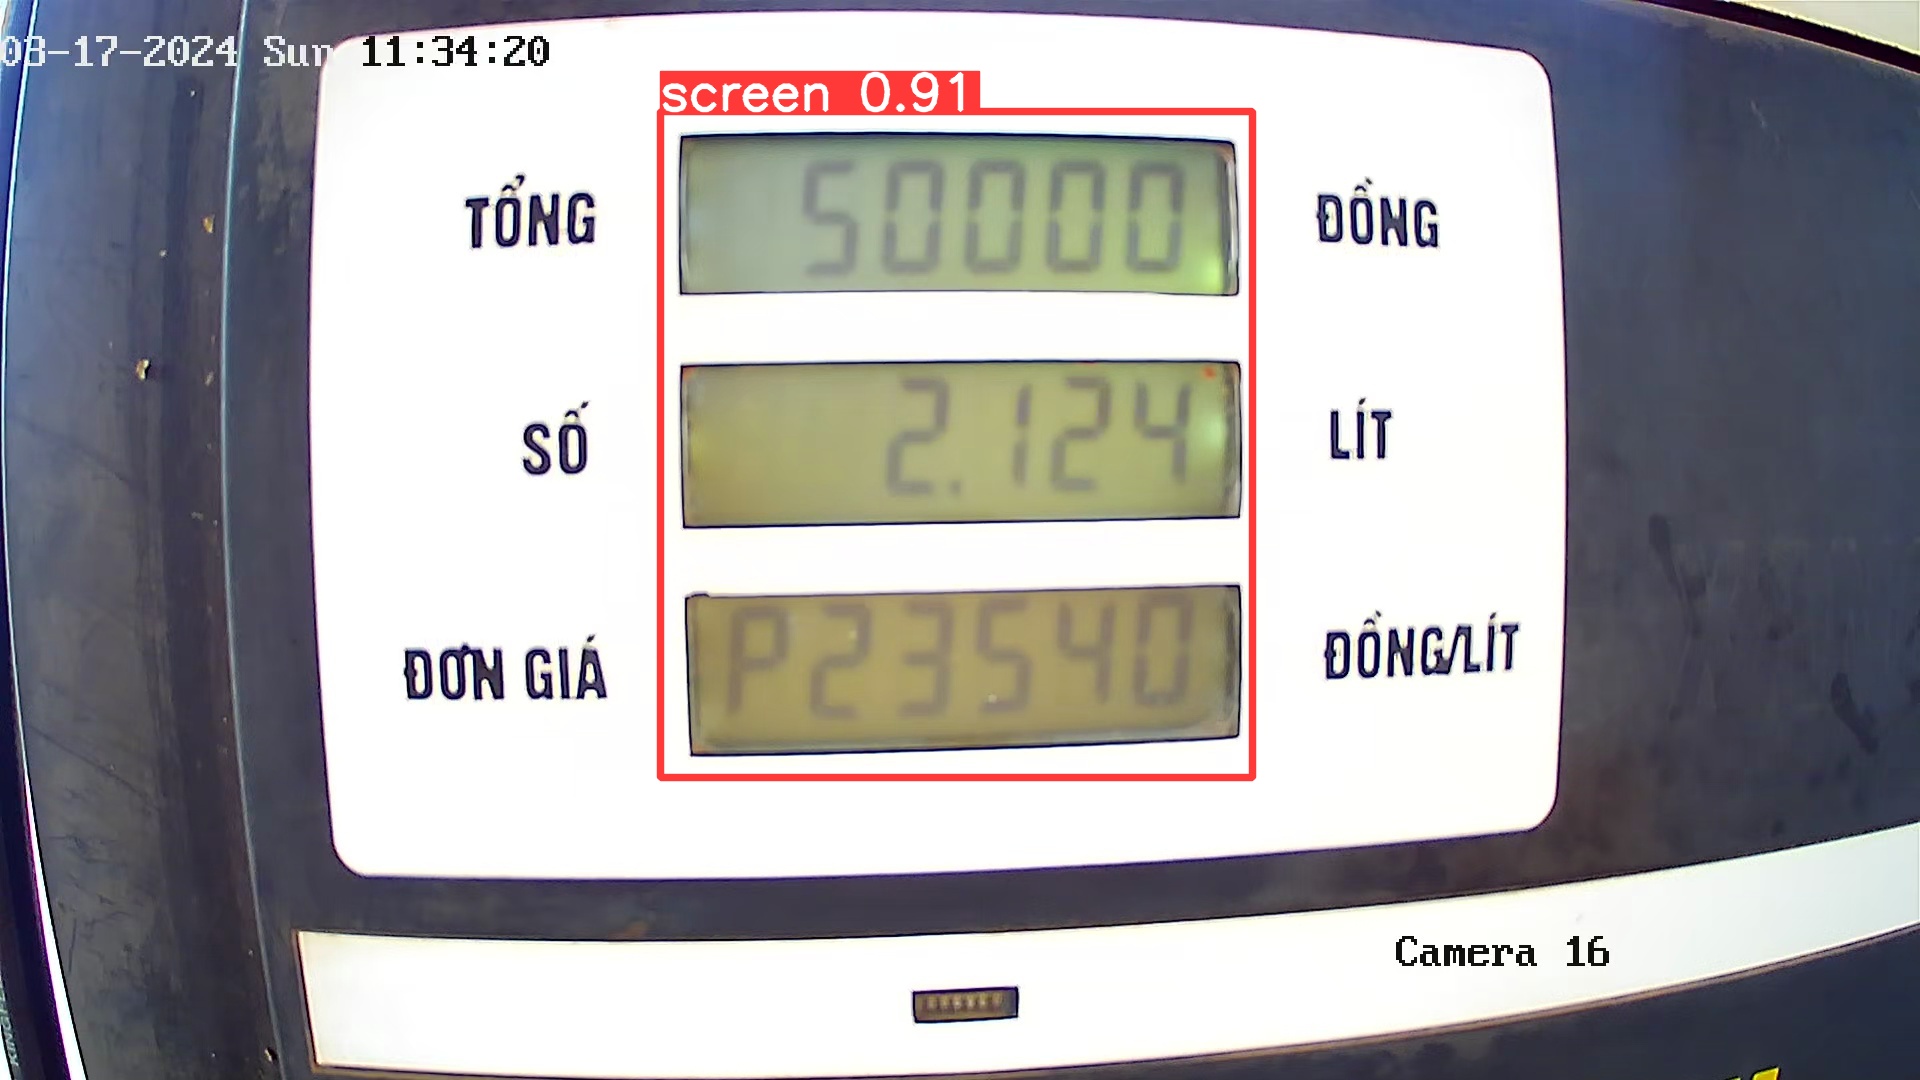 08-17-2024 Sun 11:34:20
screen 0.91
TỔNG 50000 ĐỒNG
SỐ 2.124 LÍT
ĐƠN GIÁ P23540 ĐỒNG/LÍT
Camera 16